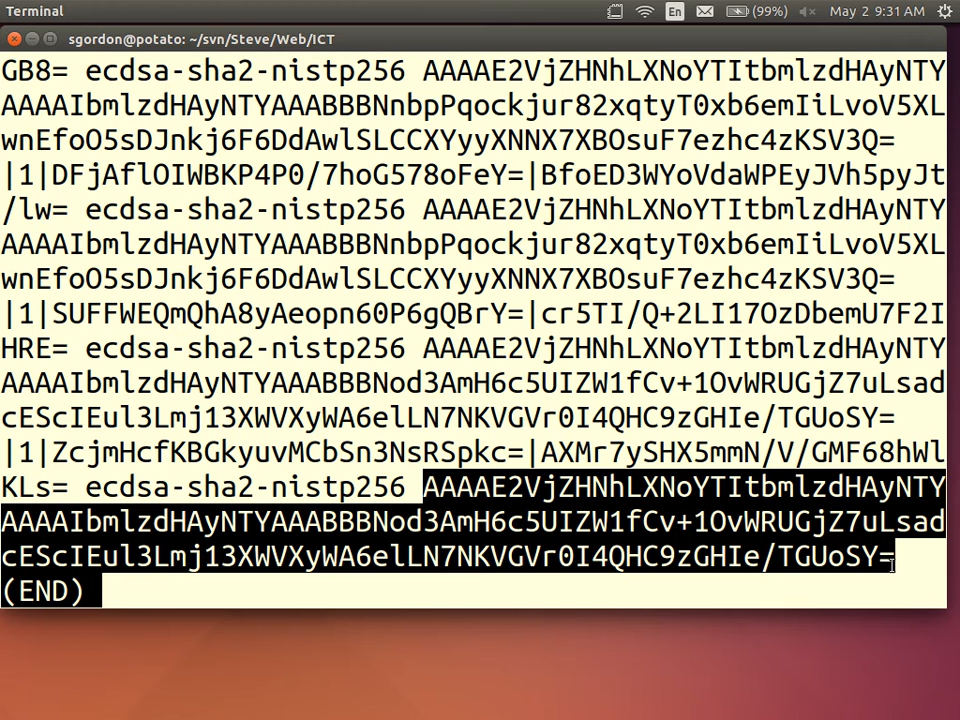 Terminal
En
(99%)
May 2 9:31 AM
sgordon@potato: ~/svn/Steve/Web/ICT
GB8= ecdsa-sha2-nistp256 AAAAE2VjZHNhLXNoYTItbmlzdHAyNTY
AAAAIbmlzdHAyNTYAAABBBNnbpPqockjur82xqtyT0xb6emIiLvoV5XL
wnEfoO5sDJnkj6F6DdAwlSLCCXYyyXNNX7XBOsuF7ezhc4zKSV3Q=
|1|DFjAflOIWBKP4P0/7hoG578oFeY=|BfoED3WYoVdaWPEyJVh5pyJt
/lw= ecdsa-sha2-nistp256 AAAAE2VjZHNhLXNoYTItbmlzdHAyNTY
AAAAIbmlzdHAyNTYAAABBBNnbpPqockjur82xqtyT0xb6emIiLvoV5XL
wnEfoO5sDJnkj6F6DdAwlSLCCXYyyXNNX7XBOsuF7ezhc4zKSV3Q=
|1|SUFFWEQmQhA8yAeopn60P6gQBrY=|cr5TI/Q+2LI17OzDbemU7F2I
HRE= ecdsa-sha2-nistp256 AAAAE2VjZHNhLXNoYTItbmlzdHAyNTY
AAAAIbmlzdHAyNTYAAABBBNod3AmH6c5UIZW1fCv+1OvWRUGjZ7uLsad
cEScIEul3Lmj13XWVXyWA6elLN7NKVGVr0I4QHC9zGHIe/TGUoSY=
|1|ZcjmHcfKBGkyuvMCbSn3NsRSpkc=|AXMr7ySHX5mmN/V/GMF68hWl
KLs= ecdsa-sha2-nistp256 AAAAE2VjZHNhLXNoYTItbmlzdHAyNTY
AAAAIbmlzdHAyNTYAAABBBNod3AmH6c5UIZW1fCv+1OvWRUGjZ7uLsad
cEScIEul3Lmj13XWVXyWA6elLN7NKVGVr0I4QHC9zGHIe/TGUoSY=
(END)